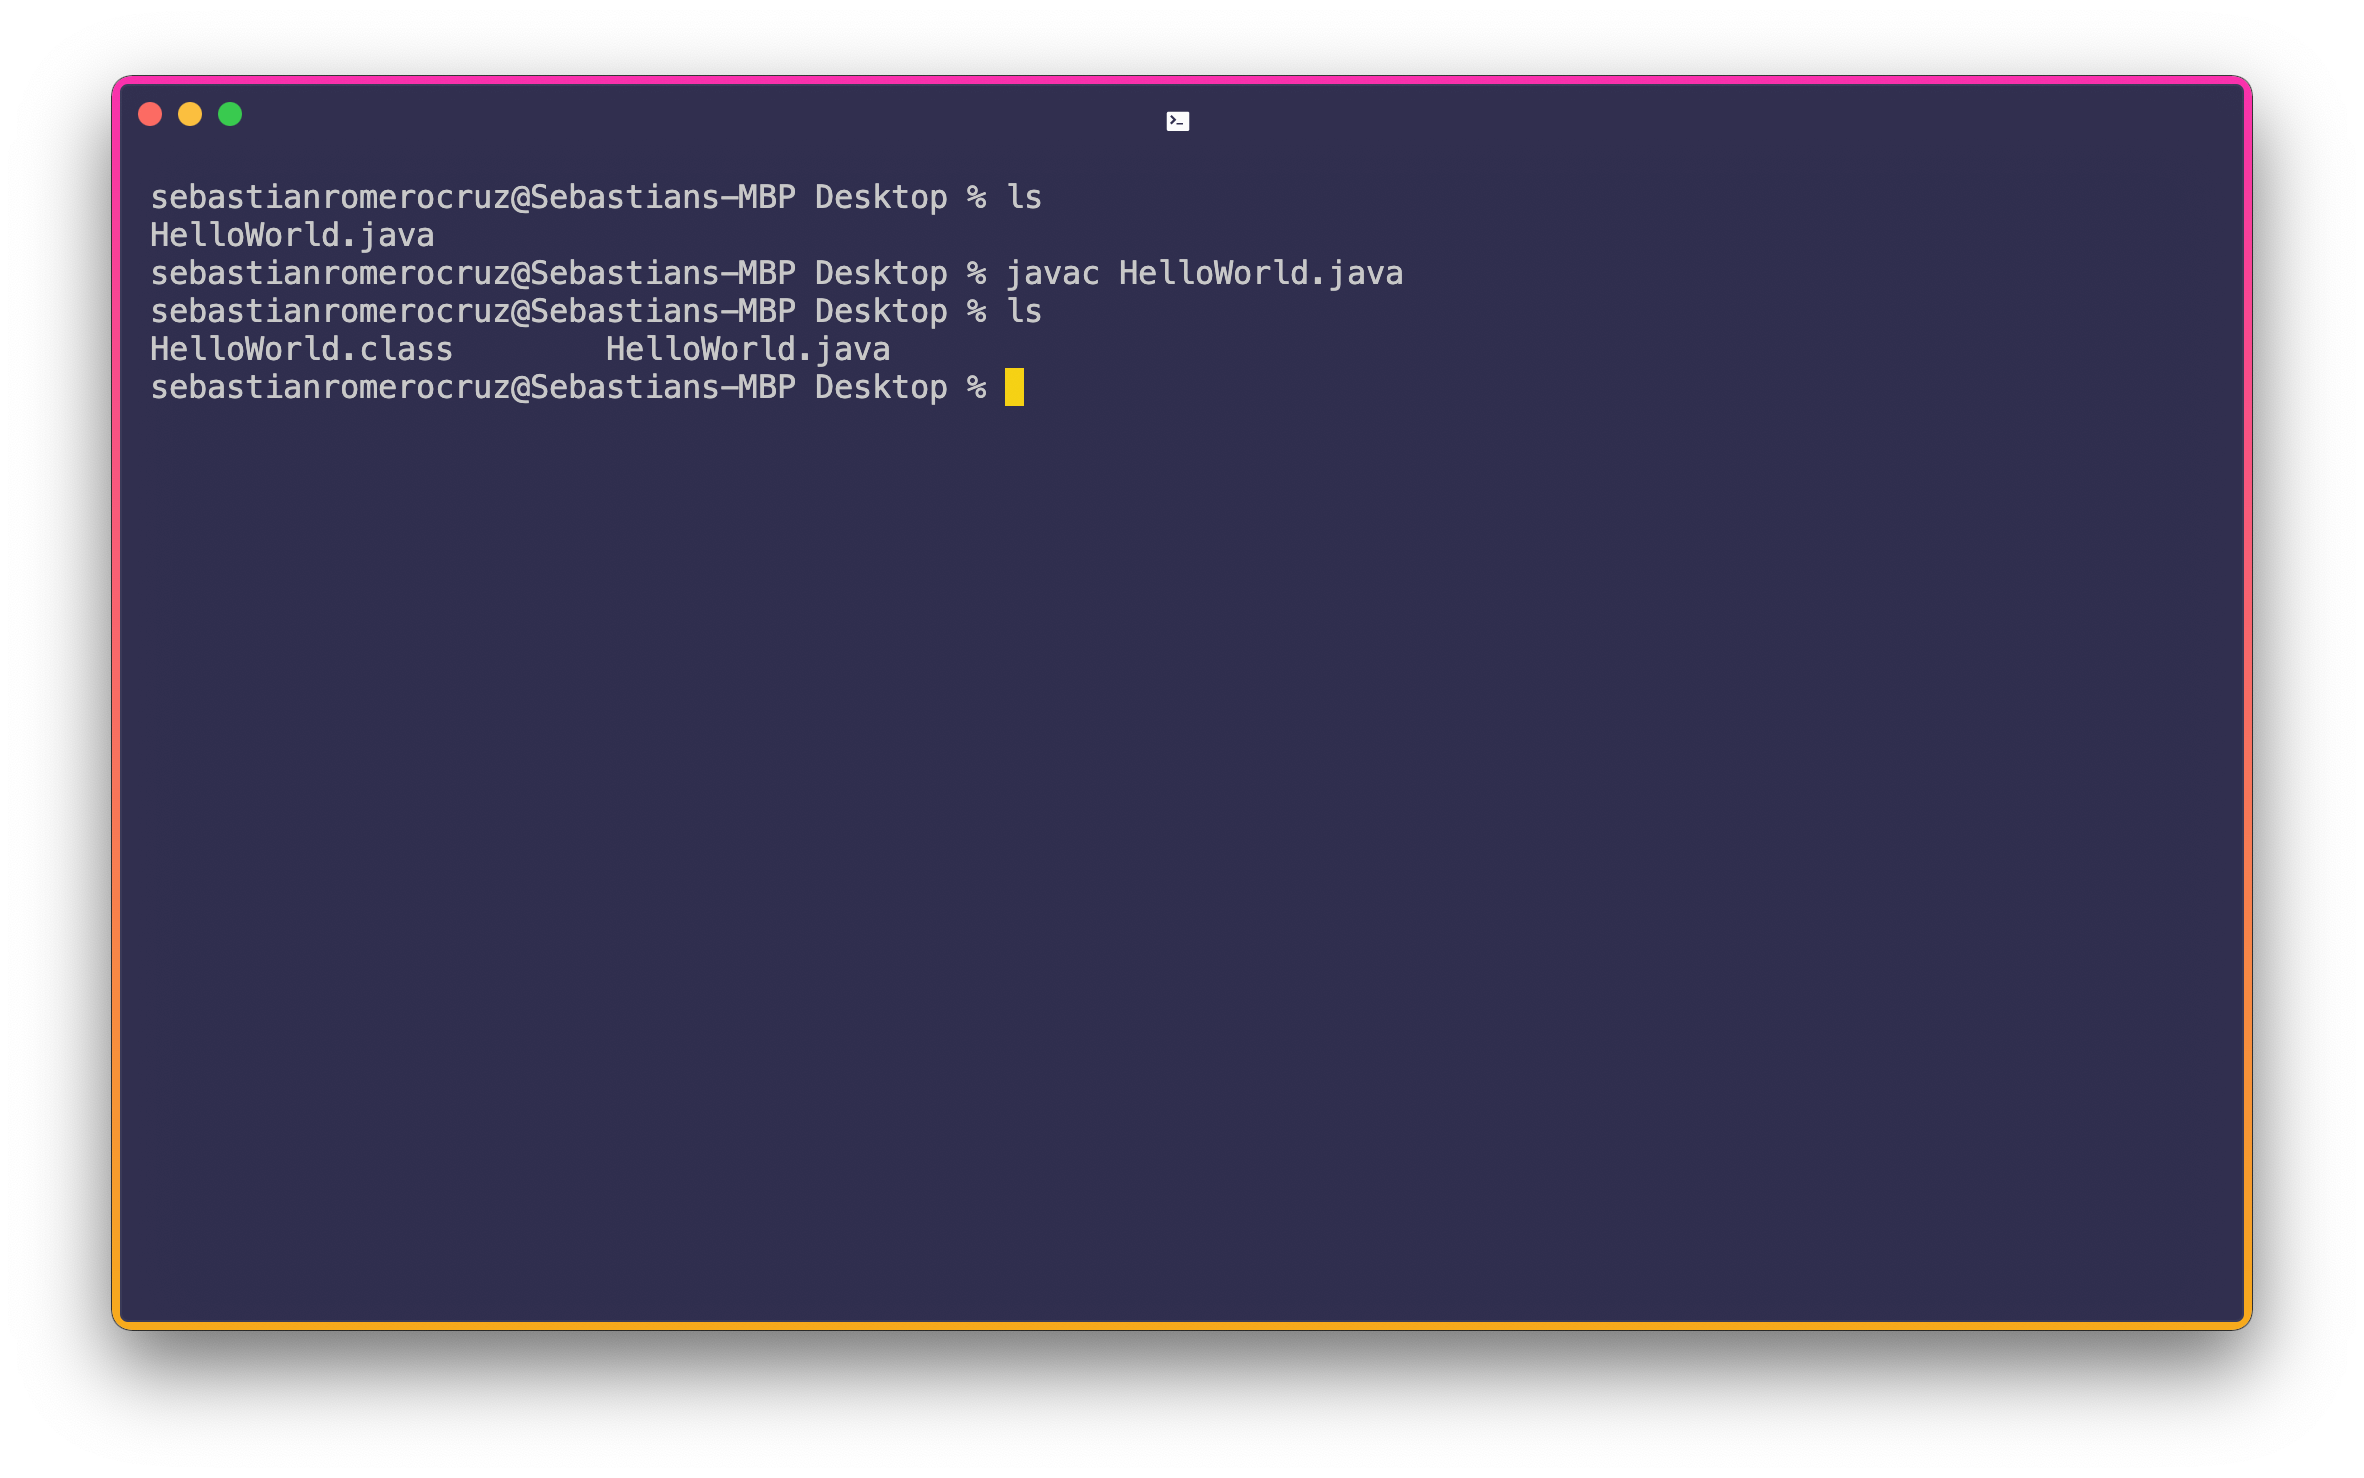 sebastianromerocruz@Sebastians-MBP Desktop % ls
HelloWorld.java
sebastianromerocruz@Sebastians-MBP Desktop % javac HelloWorld.java
sebastianromerocruz@Sebastians-MBP Desktop % ls
HelloWorld.class        HelloWorld.java
sebastianromerocruz@Sebastians-MBP Desktop %